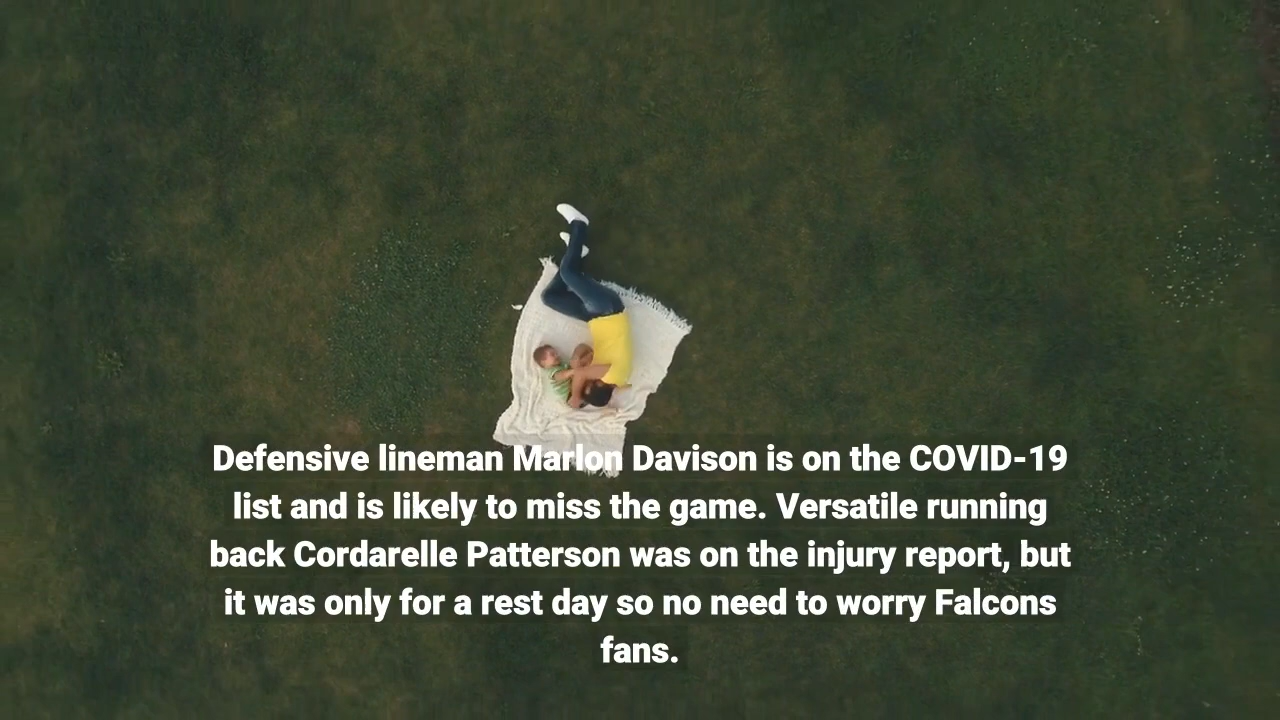 Defensive lineman Marlon Davison is on the COVID-19
list and is likely to miss the game. Versatile running
back Cordarelle Patterson was on the injury report, but
it was only for a rest day so no need to worry Falcons
fans.